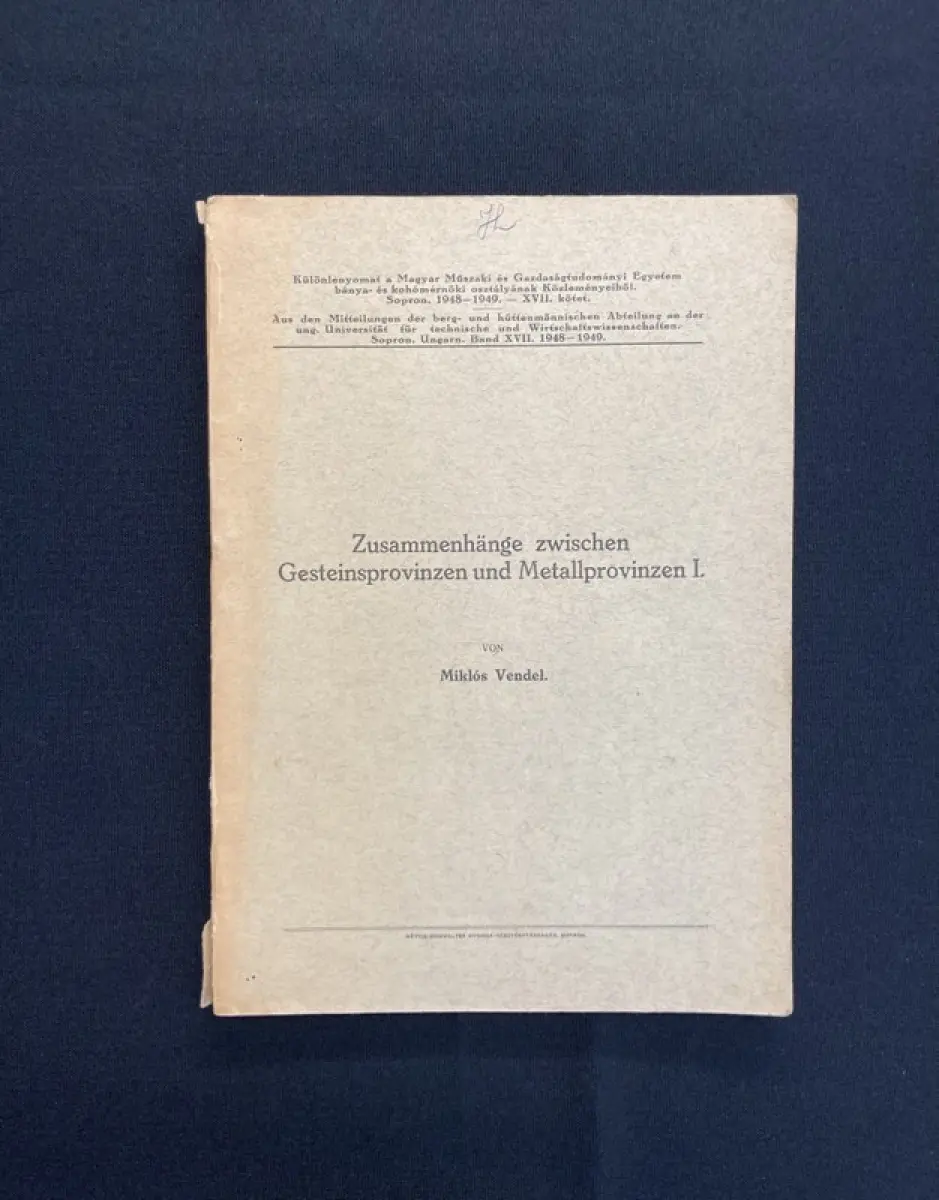 Különlenyomat a Magyar Műszaki és Gazdaságtudományi Egyetem
bánya- és kohómérnöki osztályának Közleményeiből.
Sopron, 1948—1949. — XVII. kötet.
Aus den Mitteilungen der berg- und hüttenmännischen Abteilung an der
ung. Universität für technische und Wirtschaftswissenschaften.
Sopron, Ungarn. Band XVII. 1948—1949.
Zusammenhänge zwischen
Gesteinsprovinzen und Metallprovinzen I.
VON
Miklós Vendel.